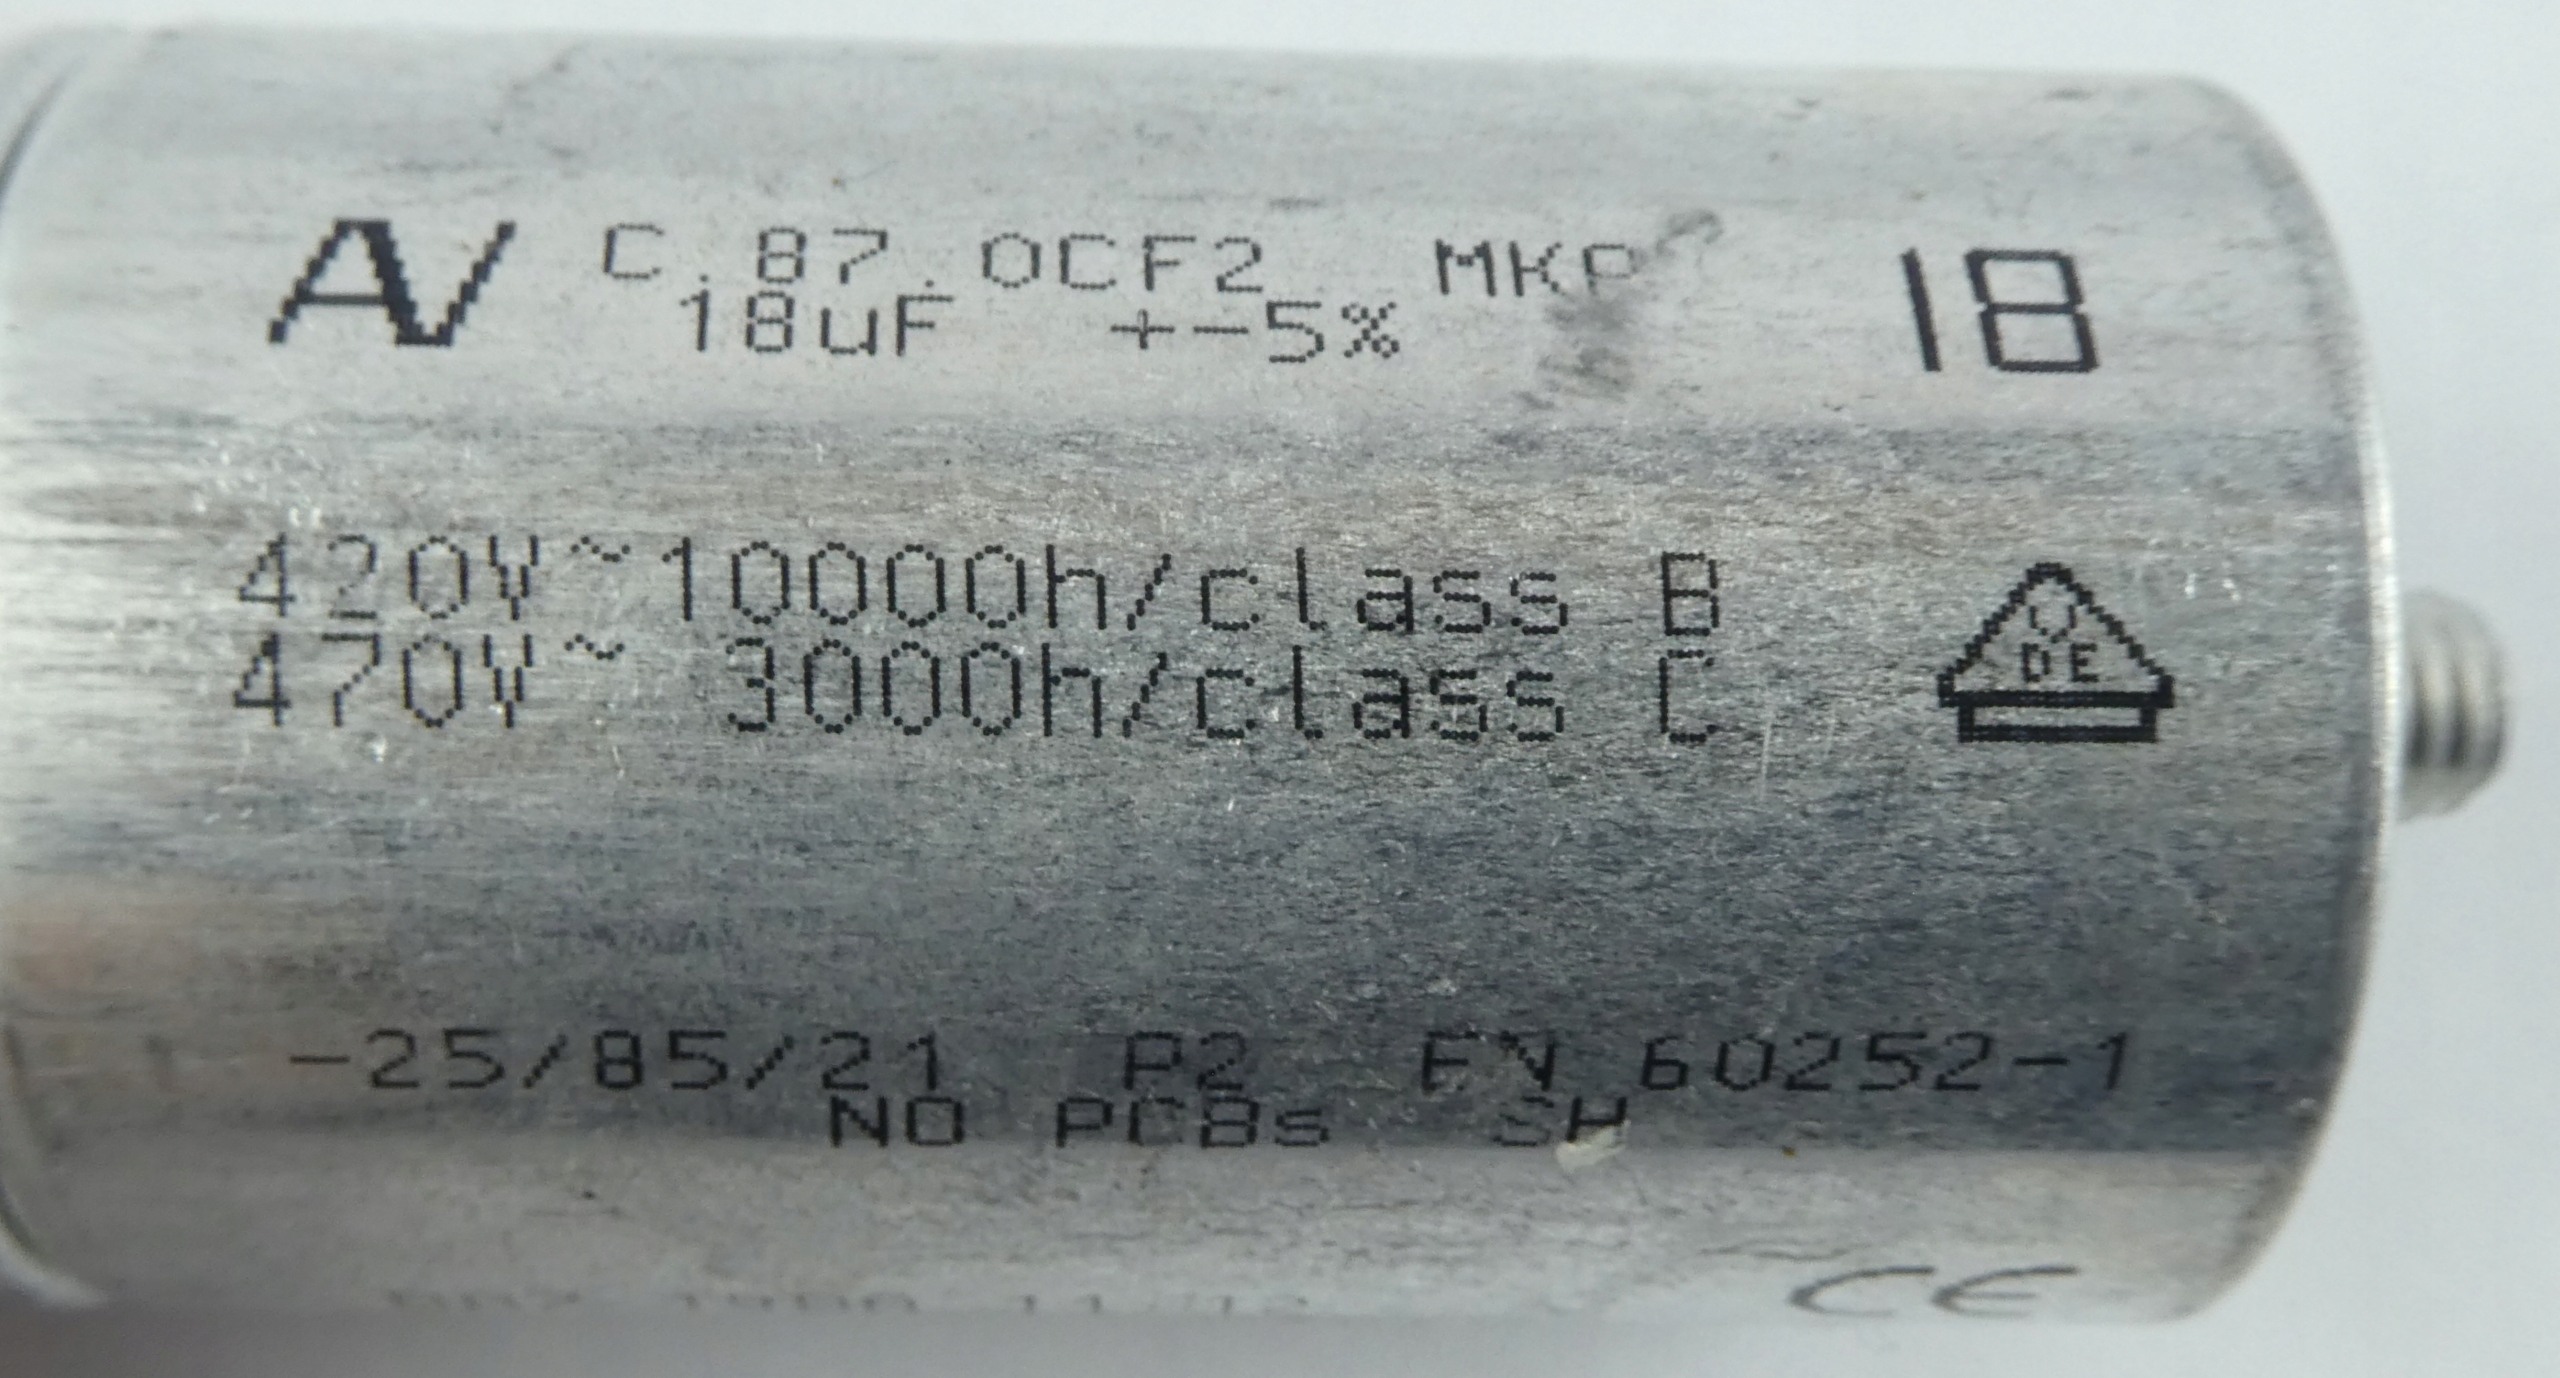 AV C.87.0CF2 MKP 18
18uF +-5%
420V~10000h/class B
470V~ 3000h/class C
VDE
-25/85/21 P2 EN 60252-1
NO PCBs SH
CE